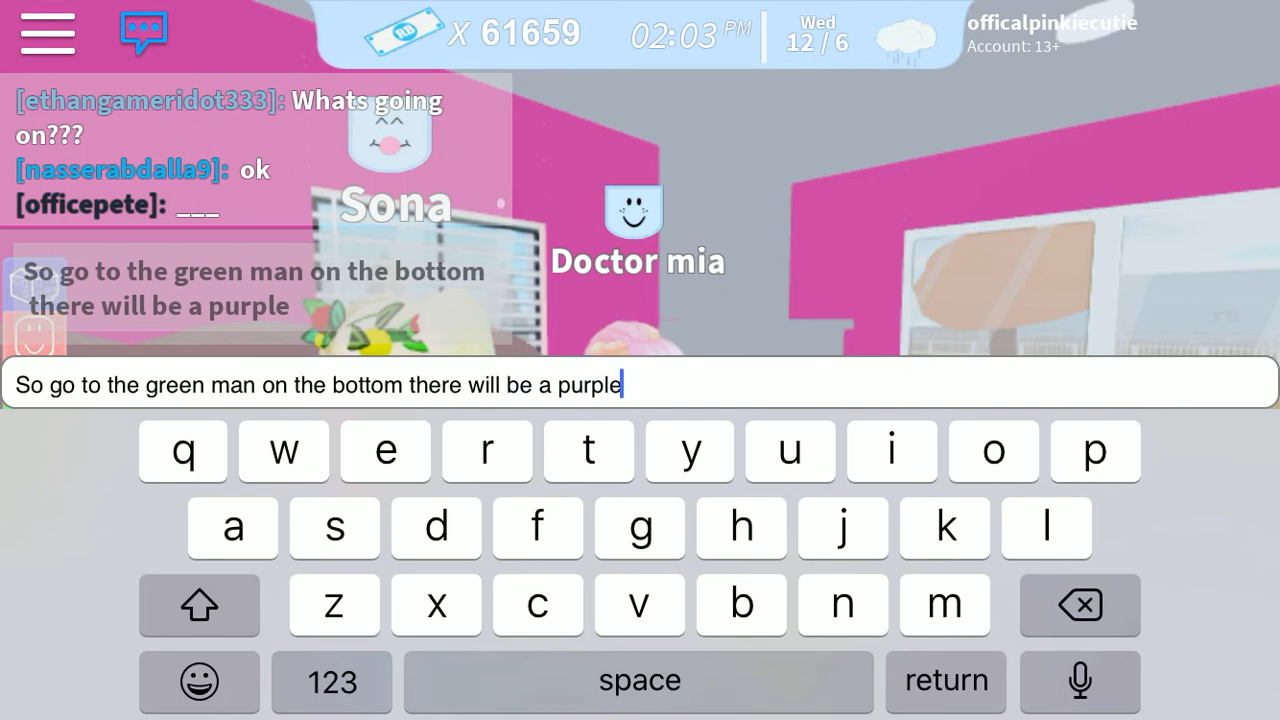 RB X 61659
02:03 PM
Wed
12 / 6
officalpinkiecutie
Account: 13+
[ethangameridot333]: Whats going
on???
[nasserabdalla9]: ok
[officepete]: ___
Sona
Doctor mia
So go to the green man on the bottom
there will be a purple
So go to the green man on the bottom there will be a purple
q w e r t y u i o p
a s d f g h j k l
z x c v b n m
123 space return